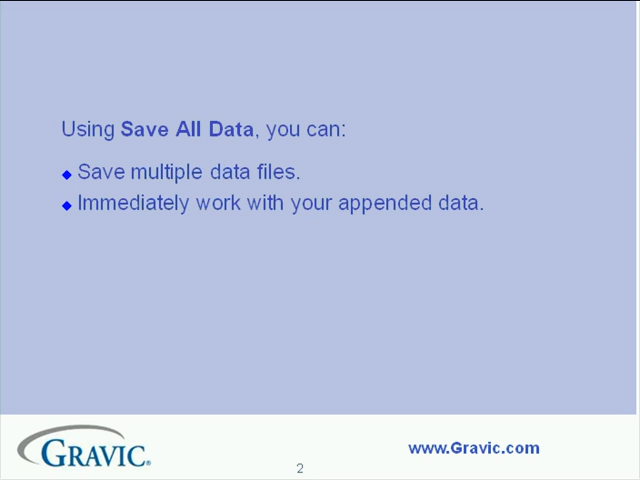 Using Save All Data, you can:
◆ Save multiple data files.
◆ Immediately work with your appended data.
GRAVIC®
www.Gravic.com
2